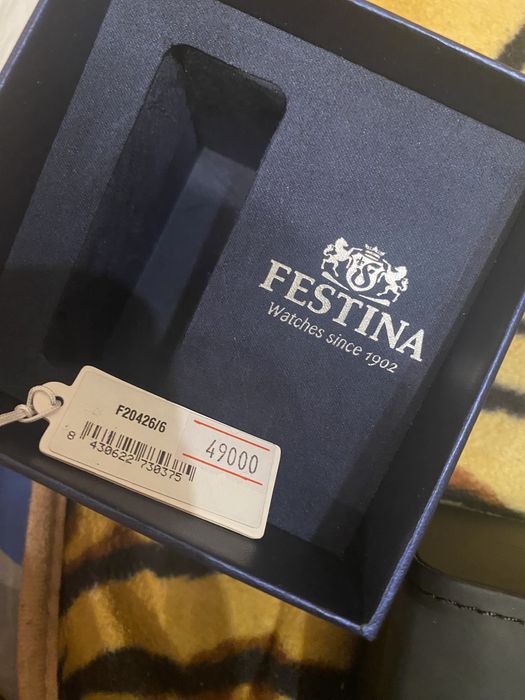 FESTINA
Watches since 1902
F20426/6
49000
8 430622 730375